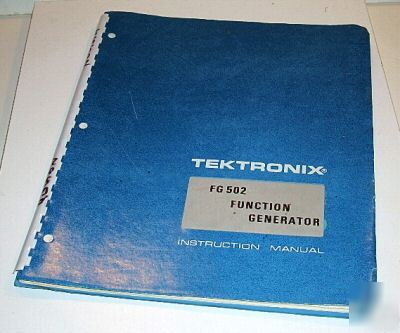 TEKTRONIX®
FG 502
FUNCTION
GENERATOR
INSTRUCTION MANUAL